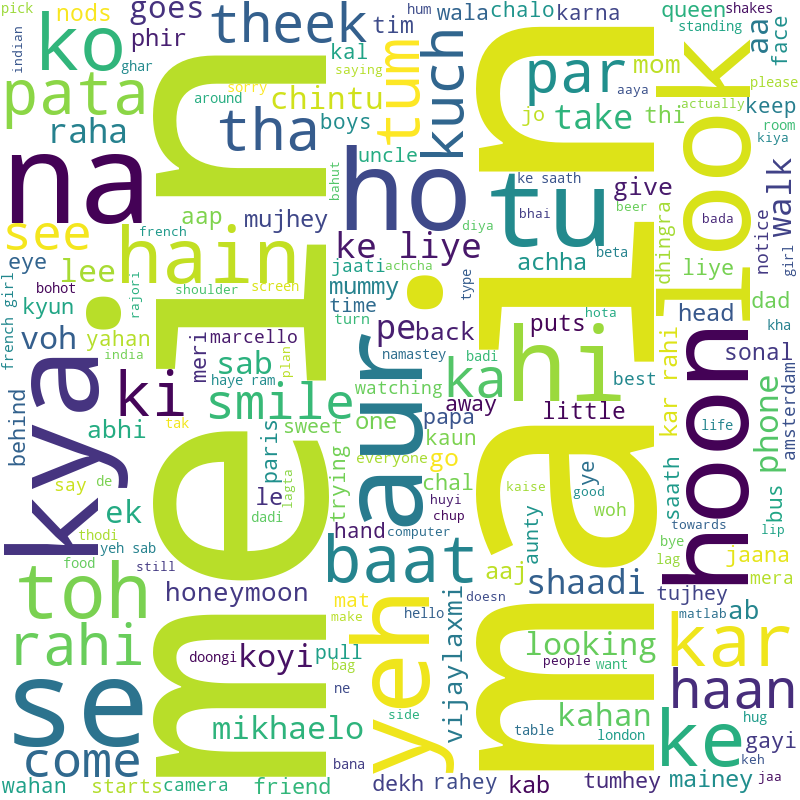 pick
nods
goes
theek
tim
wala
chalo
karna
queen
shakes
indian
ko
phir
ghar
kal
hum
tum
kuch
par
mom
aa
face
standing
pata
sorry
saying
around
chintu
boys
tha
raha
na
mein
main
aaya
jo
take
thi
keep
please
actually
room
kiya
look
uncle
ho
ke saath
bhai
beer
give
bada
Walk
bahut
aap
mujhey
diya
tu
beta
dhingra
notice
girl
see
french
hain
ke liye
achha
liye
eye
lee
jaati
achcha
french girl
bohot
rajori
shoulder
screen
mummy
type
head
dad
kyun
kya
time
pe
back
puts
kha
voh
yahan
india
meri
marcello
turn
aur
namastey
hi
hoon
sonal
plan
sab
haye ram
badi
best
kar rahi
ki
smile
watching
ka
away
little
life
phone
amsterdam
behind
abhi
tak
sweet
one
papa
kaun
paris
everyone
go
ye
say
de
le
lagta
trying
chal
huyi
kaise
good
woh
saath
bus
ek
dadi
hand
chup
computer
aunty
towards
thodi
yeh sab
still
baat
bye
lip
food
lag
jaana
toh
honeymoon
mat
make
hello
doesn
aaj
shaadi
tujhey
mera
matlab
ab
rahi
doongi
koyi
pull
bag
yeh
vijaylaxmi
looking
people
want
kar
se
ne
haan
mikhaelo
side
kahan
table
london
ke
hug
gayi
come
bana
keh
wahan
starts
camera
friend
dekh
rahey
kab
tumhey
mainey
jaa